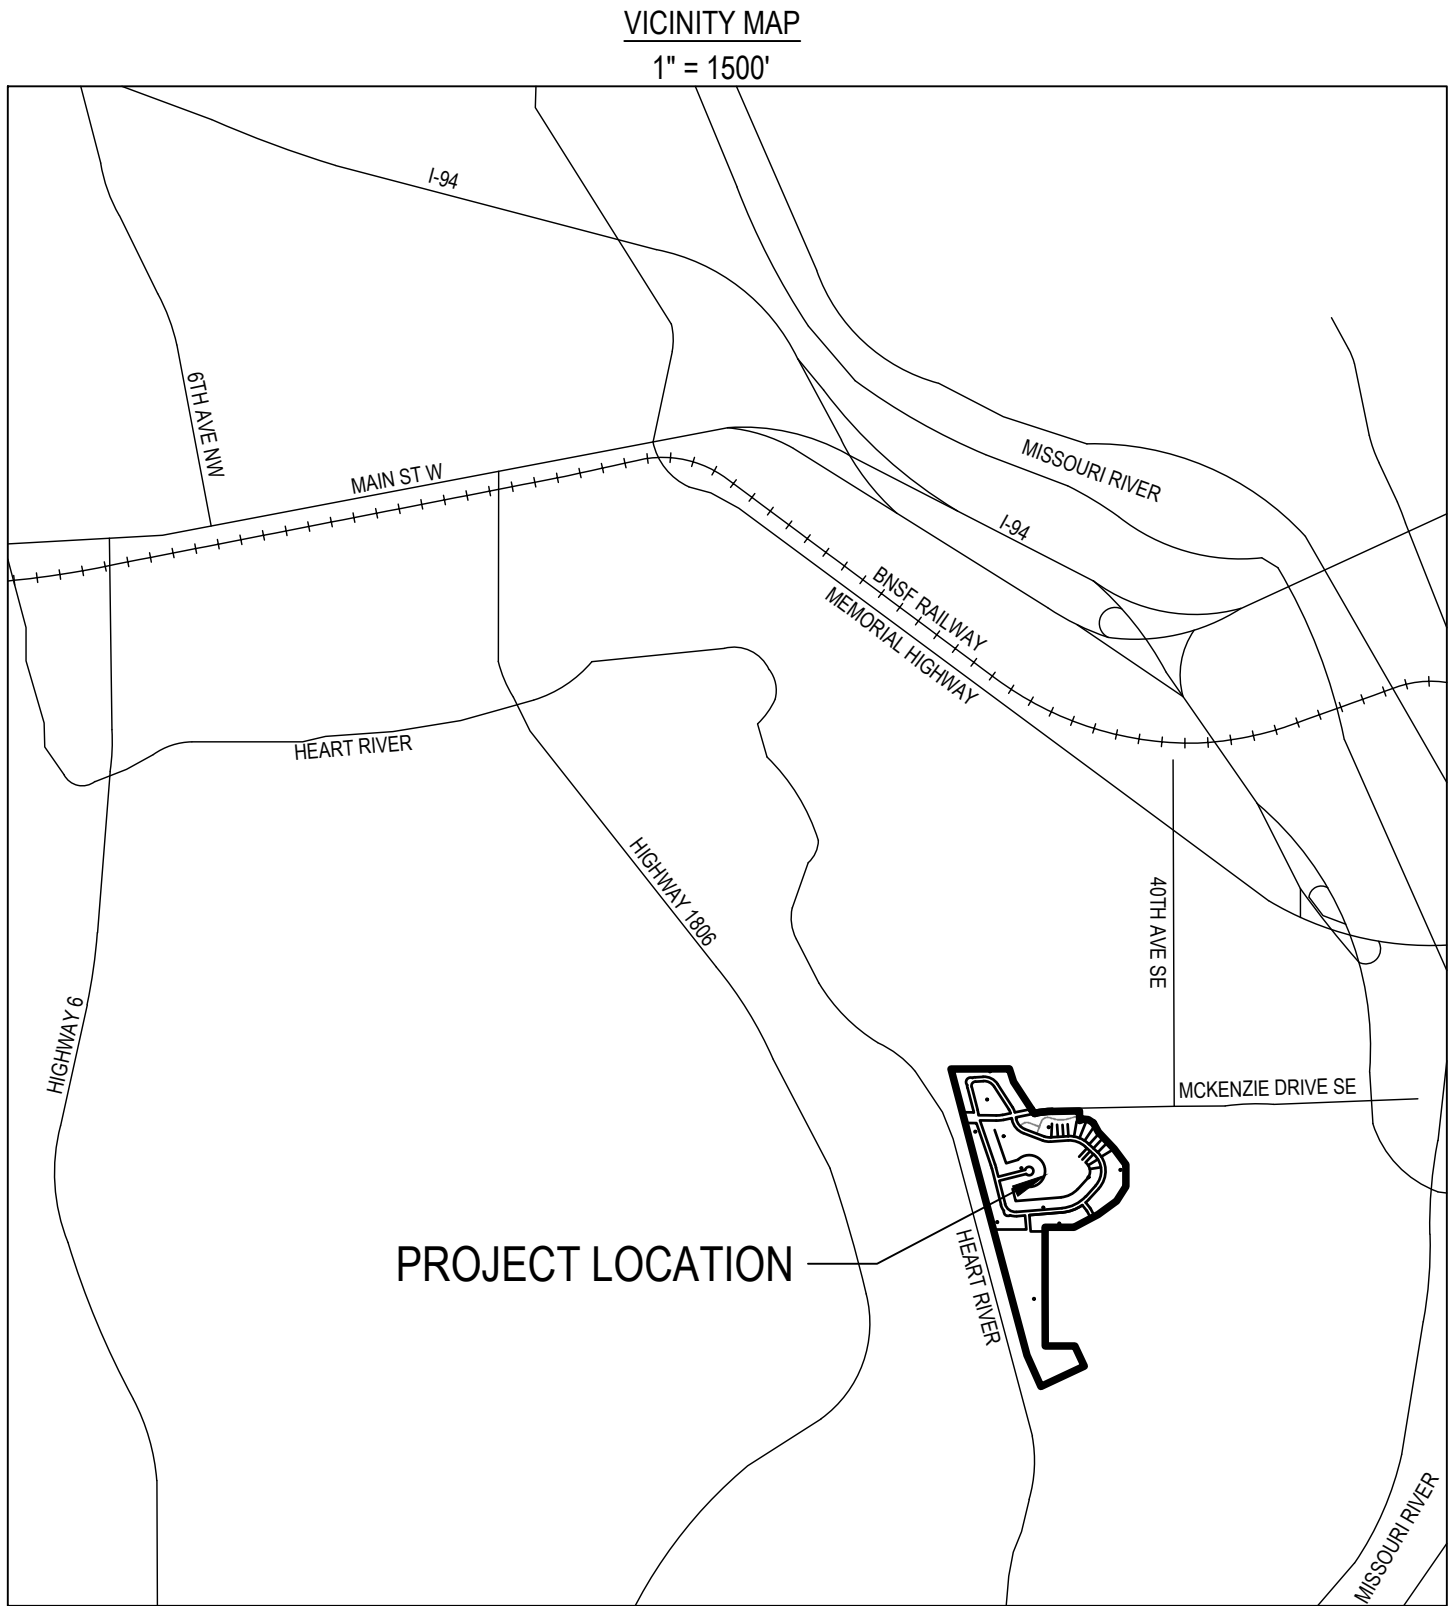 VICINITY MAP
1" = 1500'
I-94
6TH AVE NW
MAIN ST W
MISSOURI RIVER
I-94
BNSF RAILWAY
MEMORIAL HIGHWAY
HEART RIVER
HIGHWAY 1806
40TH AVE SE
HIGHWAY 6
MCKENZIE DRIVE SE
PROJECT LOCATION
HEART RIVER
MISSOURI RIVER